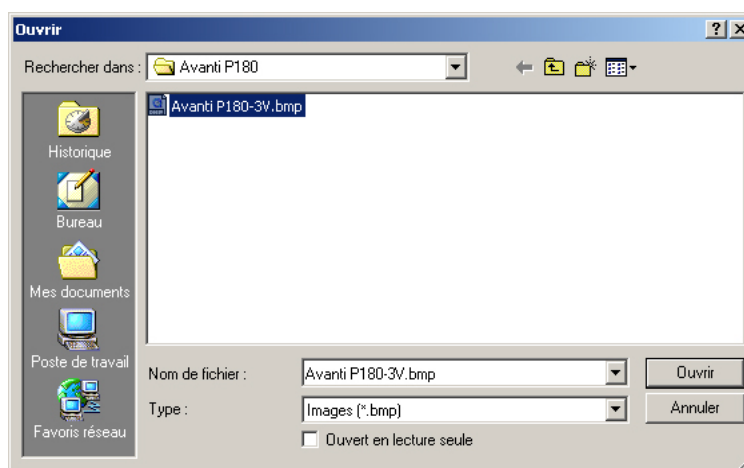 Ouvrir
Rechercher dans : Avanti P180
Avanti P180-3V.bmp
Historique
Bureau
Mes documents
Poste de travail
Favoris réseau
Nom de fichier : Avanti P180-3V.bmp Ouvrir
Type : Images (*.bmp) Annuler
Ouvert en lecture seule